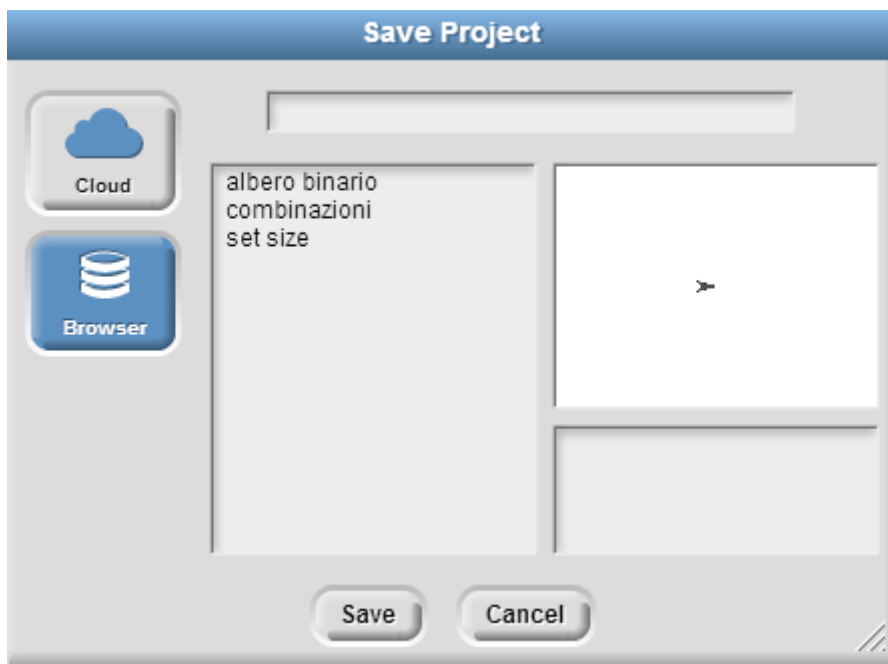 Save Project
Cloud
Browser
albero binario
combinazioni
set size
Save
Cancel